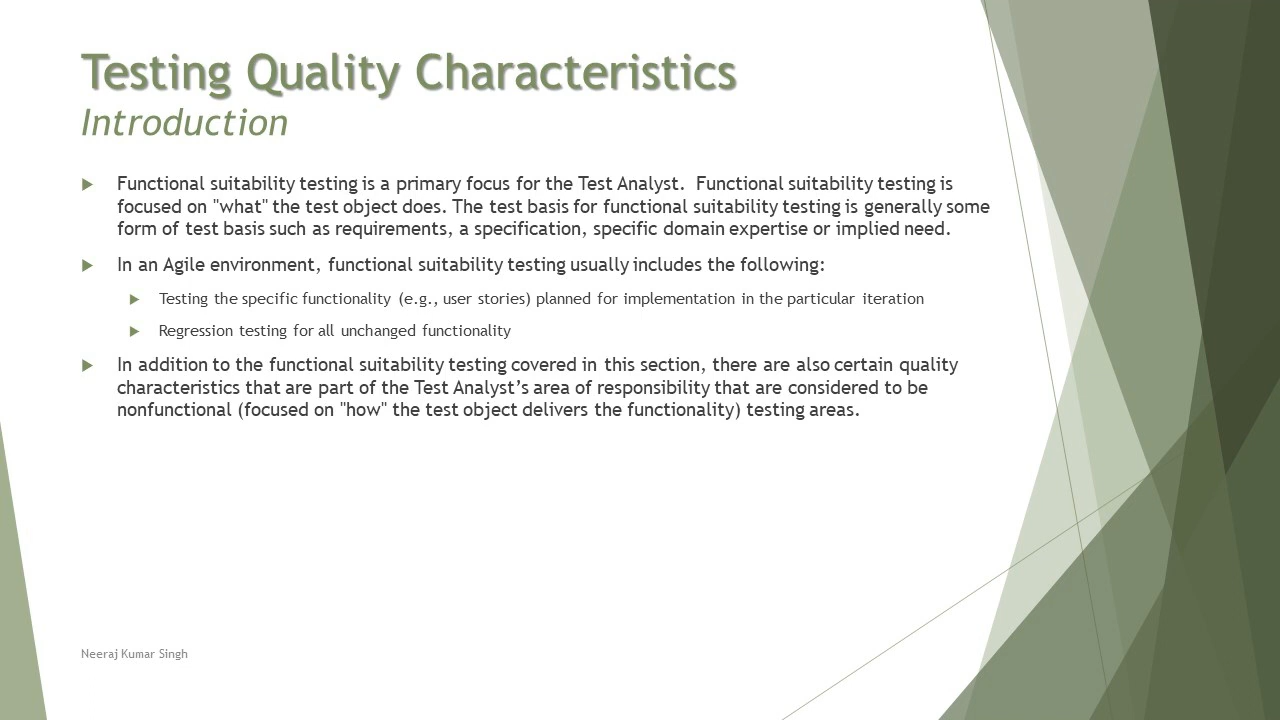 Testing Quality Characteristics
Introduction
Functional suitability testing is a primary focus for the Test Analyst.  Functional suitability testing is
focused on "what" the test object does. The test basis for functional suitability testing is generally some
form of test basis such as requirements, a specification, specific domain expertise or implied need.
In an Agile environment, functional suitability testing usually includes the following:
Testing the specific functionality (e.g., user stories) planned for implementation in the particular iteration
Regression testing for all unchanged functionality
In addition to the functional suitability testing covered in this section, there are also certain quality
characteristics that are part of the Test Analyst’s area of responsibility that are considered to be
nonfunctional (focused on "how" the test object delivers the functionality) testing areas.
Neeraj Kumar Singh